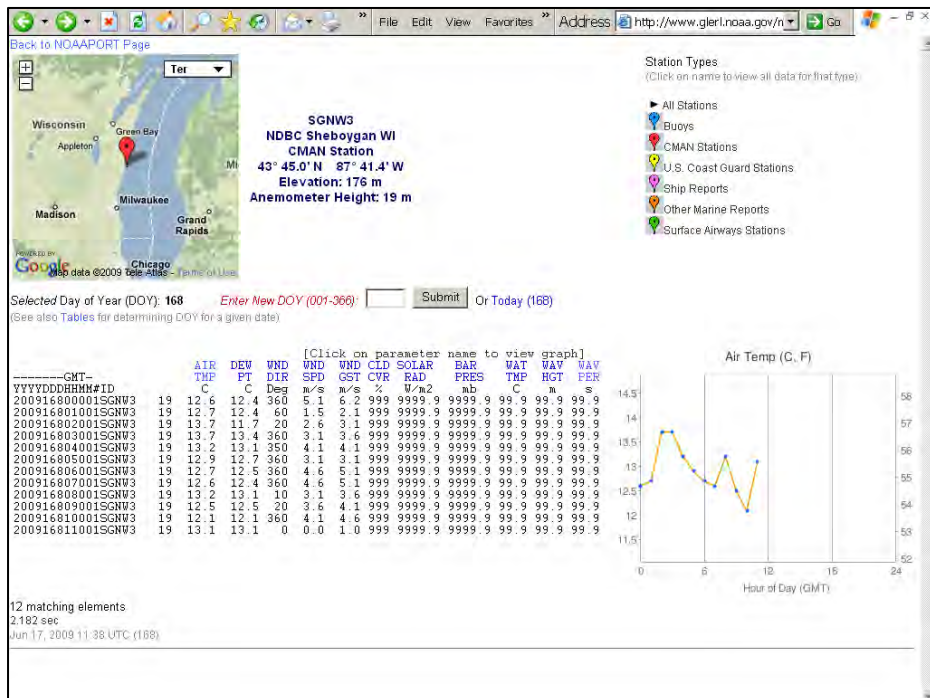 » File Edit View Favorites » Address http://www.glerl.noaa.gov/n Go
Back to NOAAPORT Page
+
−
Ter
Wisconsin
Green Bay
Appleton
Mi
Milwaukee
Madison
Grand
Rapids
Chicago
POWERED BY
Google
Map data ©2009 Tele Atlas - Terms of Use
SGNW3
NDBC Sheboygan WI
CMAN Station
43° 45.0' N 87° 41.4' W
Elevation: 176 m
Anemometer Height: 19 m
Station Types
(Click on name to view all data for that type)
All Stations
Buoys
CMAN Stations
U.S. Coast Guard Stations
Ship Reports
Other Marine Reports
Surface Airways Stations
Selected Day of Year (DOY): 168 Enter New DOY (001-366): Submit Or Today (168)
(See also Tables for determining DOY for a given date)
[Click on parameter name to view graph]
AIR DEW WND WND WND CLD SOLAR BAR WAT WAV WAV
-------GMT- TMP PT DIR SPD GST CVR RAD PRES TMP HGT PER
YYYYDDDHHMM#ID C C Deg m/s m/s % W/m2 mb C m s
200916800001SGNW3 19 12.6 12.4 360 5.1 6.2 999 9999.9 9999.9 99.9 99.9 99.9
200916801001SGNW3 19 12.7 12.4 60 1.5 2.1 999 9999.9 9999.9 99.9 99.9 99.9
200916802001SGNW3 19 13.7 11.7 20 2.6 3.1 999 9999.9 9999.9 99.9 99.9 99.9
200916803001SGNW3 19 13.7 13.4 360 3.1 3.6 999 9999.9 9999.9 99.9 99.9 99.9
200916804001SGNW3 19 13.2 13.1 350 4.1 4.1 999 9999.9 9999.9 99.9 99.9 99.9
200916805001SGNW3 19 12.9 12.7 360 3.1 3.1 999 9999.9 9999.9 99.9 99.9 99.9
200916806001SGNW3 19 12.7 12.5 360 4.6 5.1 999 9999.9 9999.9 99.9 99.9 99.9
200916807001SGNW3 19 12.6 12.4 360 4.6 5.1 999 9999.9 9999.9 99.9 99.9 99.9
200916808001SGNW3 19 13.2 13.1 10 3.1 3.6 999 9999.9 9999.9 99.9 99.9 99.9
200916809001SGNW3 19 12.5 12.5 20 3.6 4.1 999 9999.9 9999.9 99.9 99.9 99.9
200916810001SGNW3 19 12.1 12.1 360 4.1 4.6 999 9999.9 9999.9 99.9 99.9 99.9
200916811001SGNW3 19 13.1 13.1 0 0.0 1.0 999 9999.9 9999.9 99.9 99.9 99.9
Air Temp (C, F)
14.5 58
14 57
13.5 56
13 55
12.5 54
12 53
11.5 52
0 6 12 18 24
Hour of Day (GMT)
12 matching elements
2.182 sec
Jun 17, 2009 11:38 UTC (168)